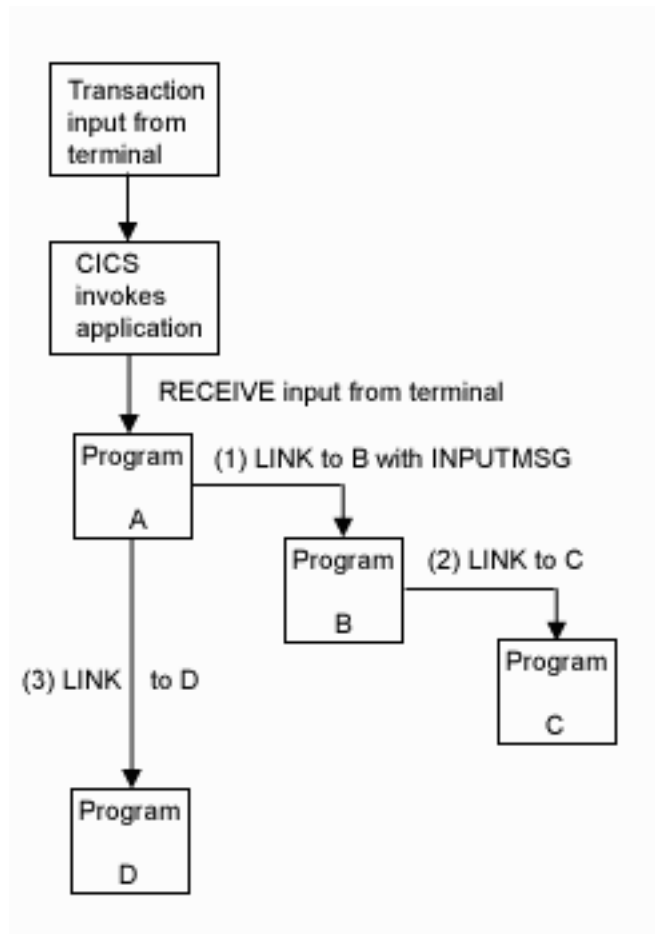 Transaction
input from
terminal
CICS
invokes
application
RECEIVE input from terminal
Program
A
(1) LINK to B with INPUTMSG
Program
B
(2) LINK to C
Program
C
(3) LINK to D
Program
D